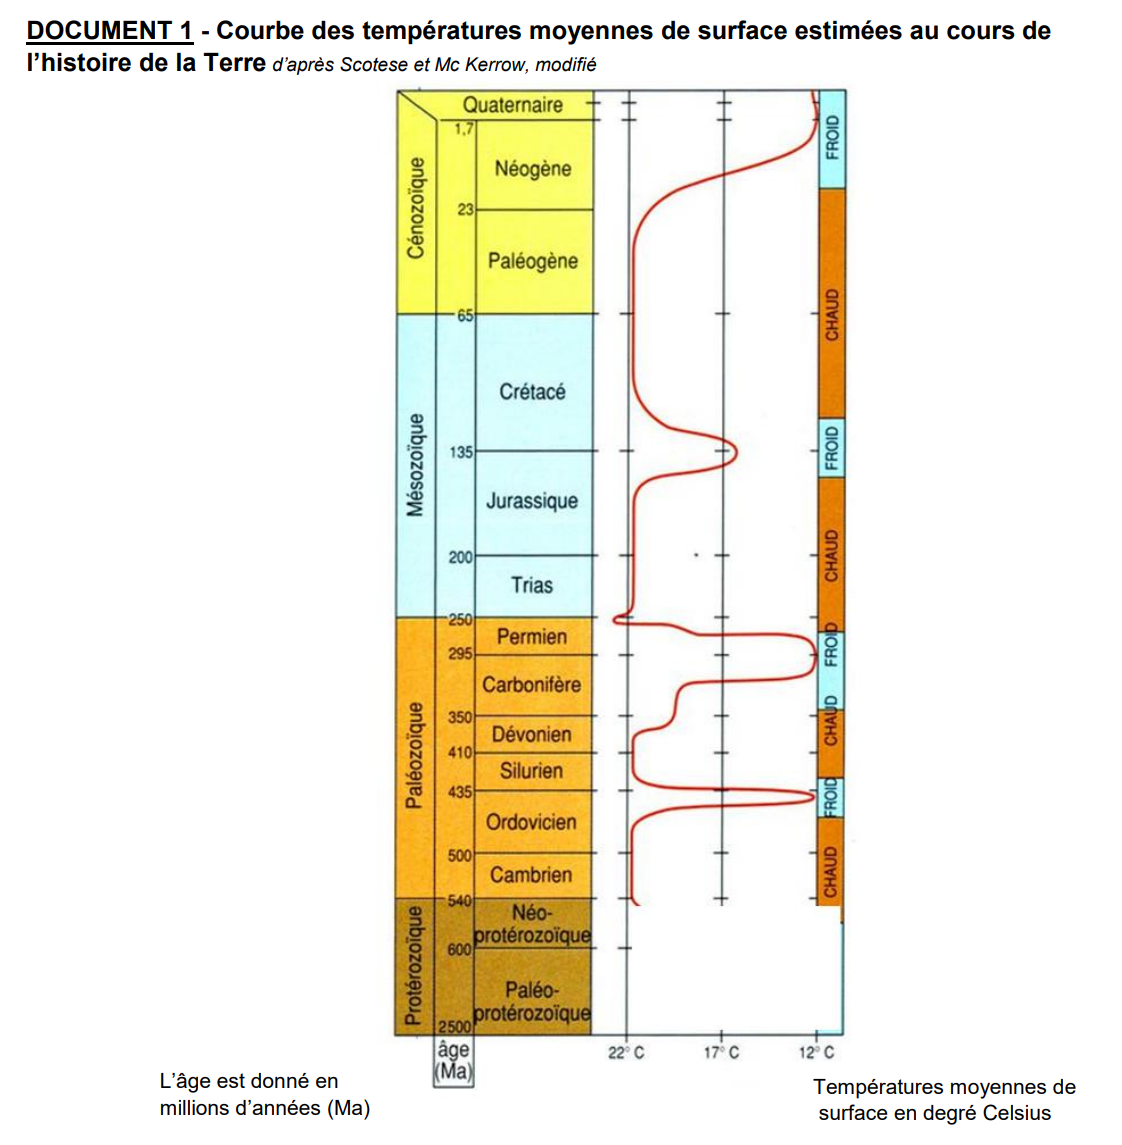 DOCUMENT 1 - Courbe des températures moyennes de surface estimées au cours de
l’histoire de la Terre d’après Scotese et Mc Kerrow, modifié
Quaternaire
1,7
Néogène
23
Paléogène
65
Cénozoïque
Crétacé
135
Jurassique
200
Trias
250
Mésozoïque
Permien
295
Carbonifère
350
Dévonien
410
Silurien
435
Ordovicien
500
Cambrien
540
Paléozoïque
Néo-
protérozoïque
600
Paléo-
protérozoïque
2500
Protérozoïque
FROID
CHAUD
FROID
CHAUD
FROID
CHAUD
FROID
CHAUD
âge
(Ma)
22° C
17° C
12° C
L’âge est donné en
millions d’années (Ma)
Températures moyennes de
surface en degré Celsius